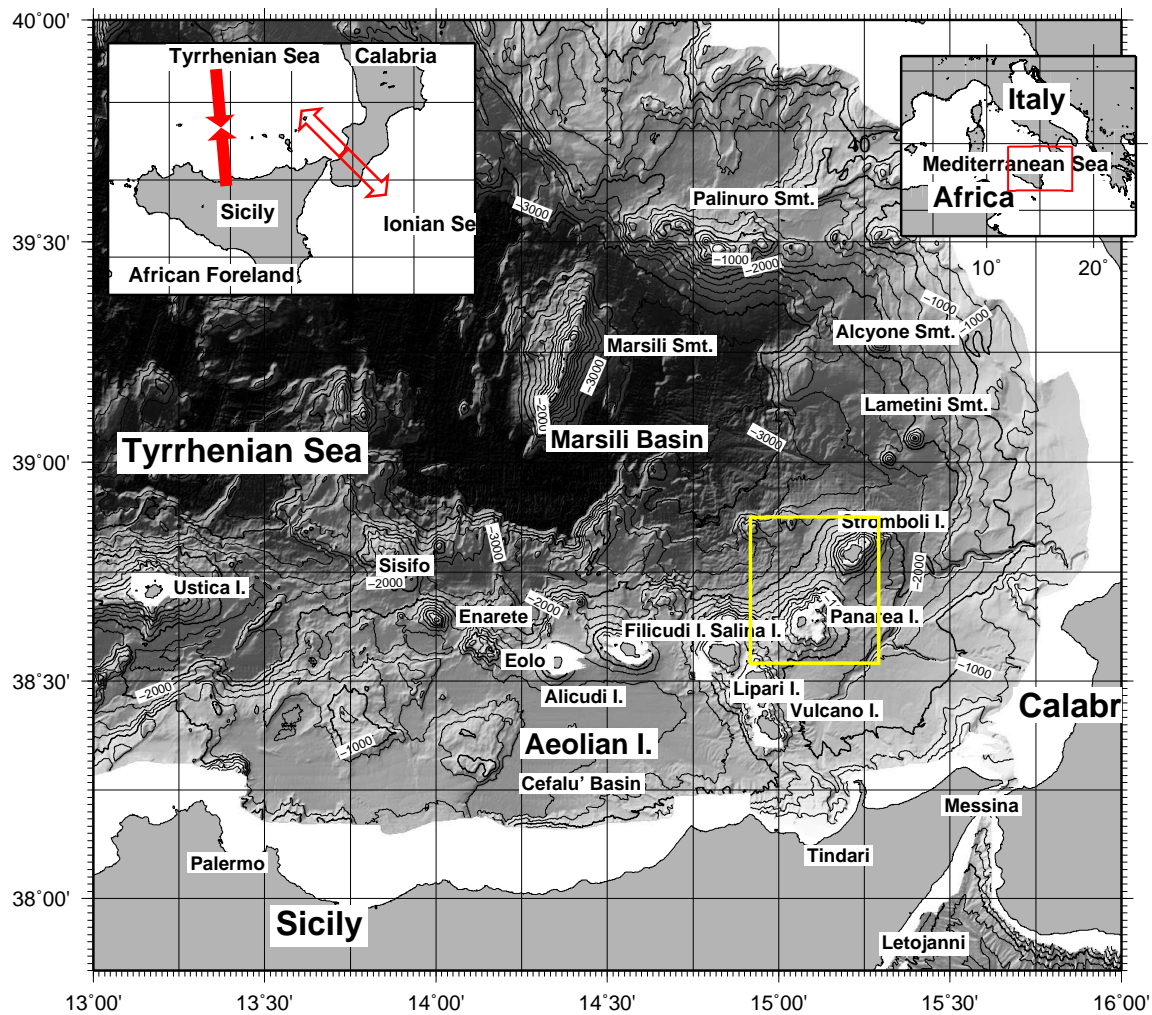 40°00'
Tyrrhenian Sea
Calabria
Sicily
Ionian Se
African Foreland
Italy
40°
Mediterranean Sea
Africa
10°
20°
Palinuro Smt.
−3000
39°30'
−1000
−2000
−1000
−1000
Alcyone Smt.
Marsili Smt.
−3000
−2000
Lametini Smt.
Marsili Basin
−3000
Tyrrhenian Sea
39°00'
Stromboli I.
−3000
Sisifo
−2000
−2000
Ustica I.
−2000
Enarete
Filicudi I.
Salina I.
Panarea I.
Eolo
−1000
38°30'
−2000
Alicudi I.
Lipari I.
Vulcano I.
Calabr
−1000
Aeolian I.
Cefalu’ Basin
Messina
Palermo
Tindari
38°00'
Sicily
Letojanni
13°00'
13°30'
14°00'
14°30'
15°00'
15°30'
16°00'